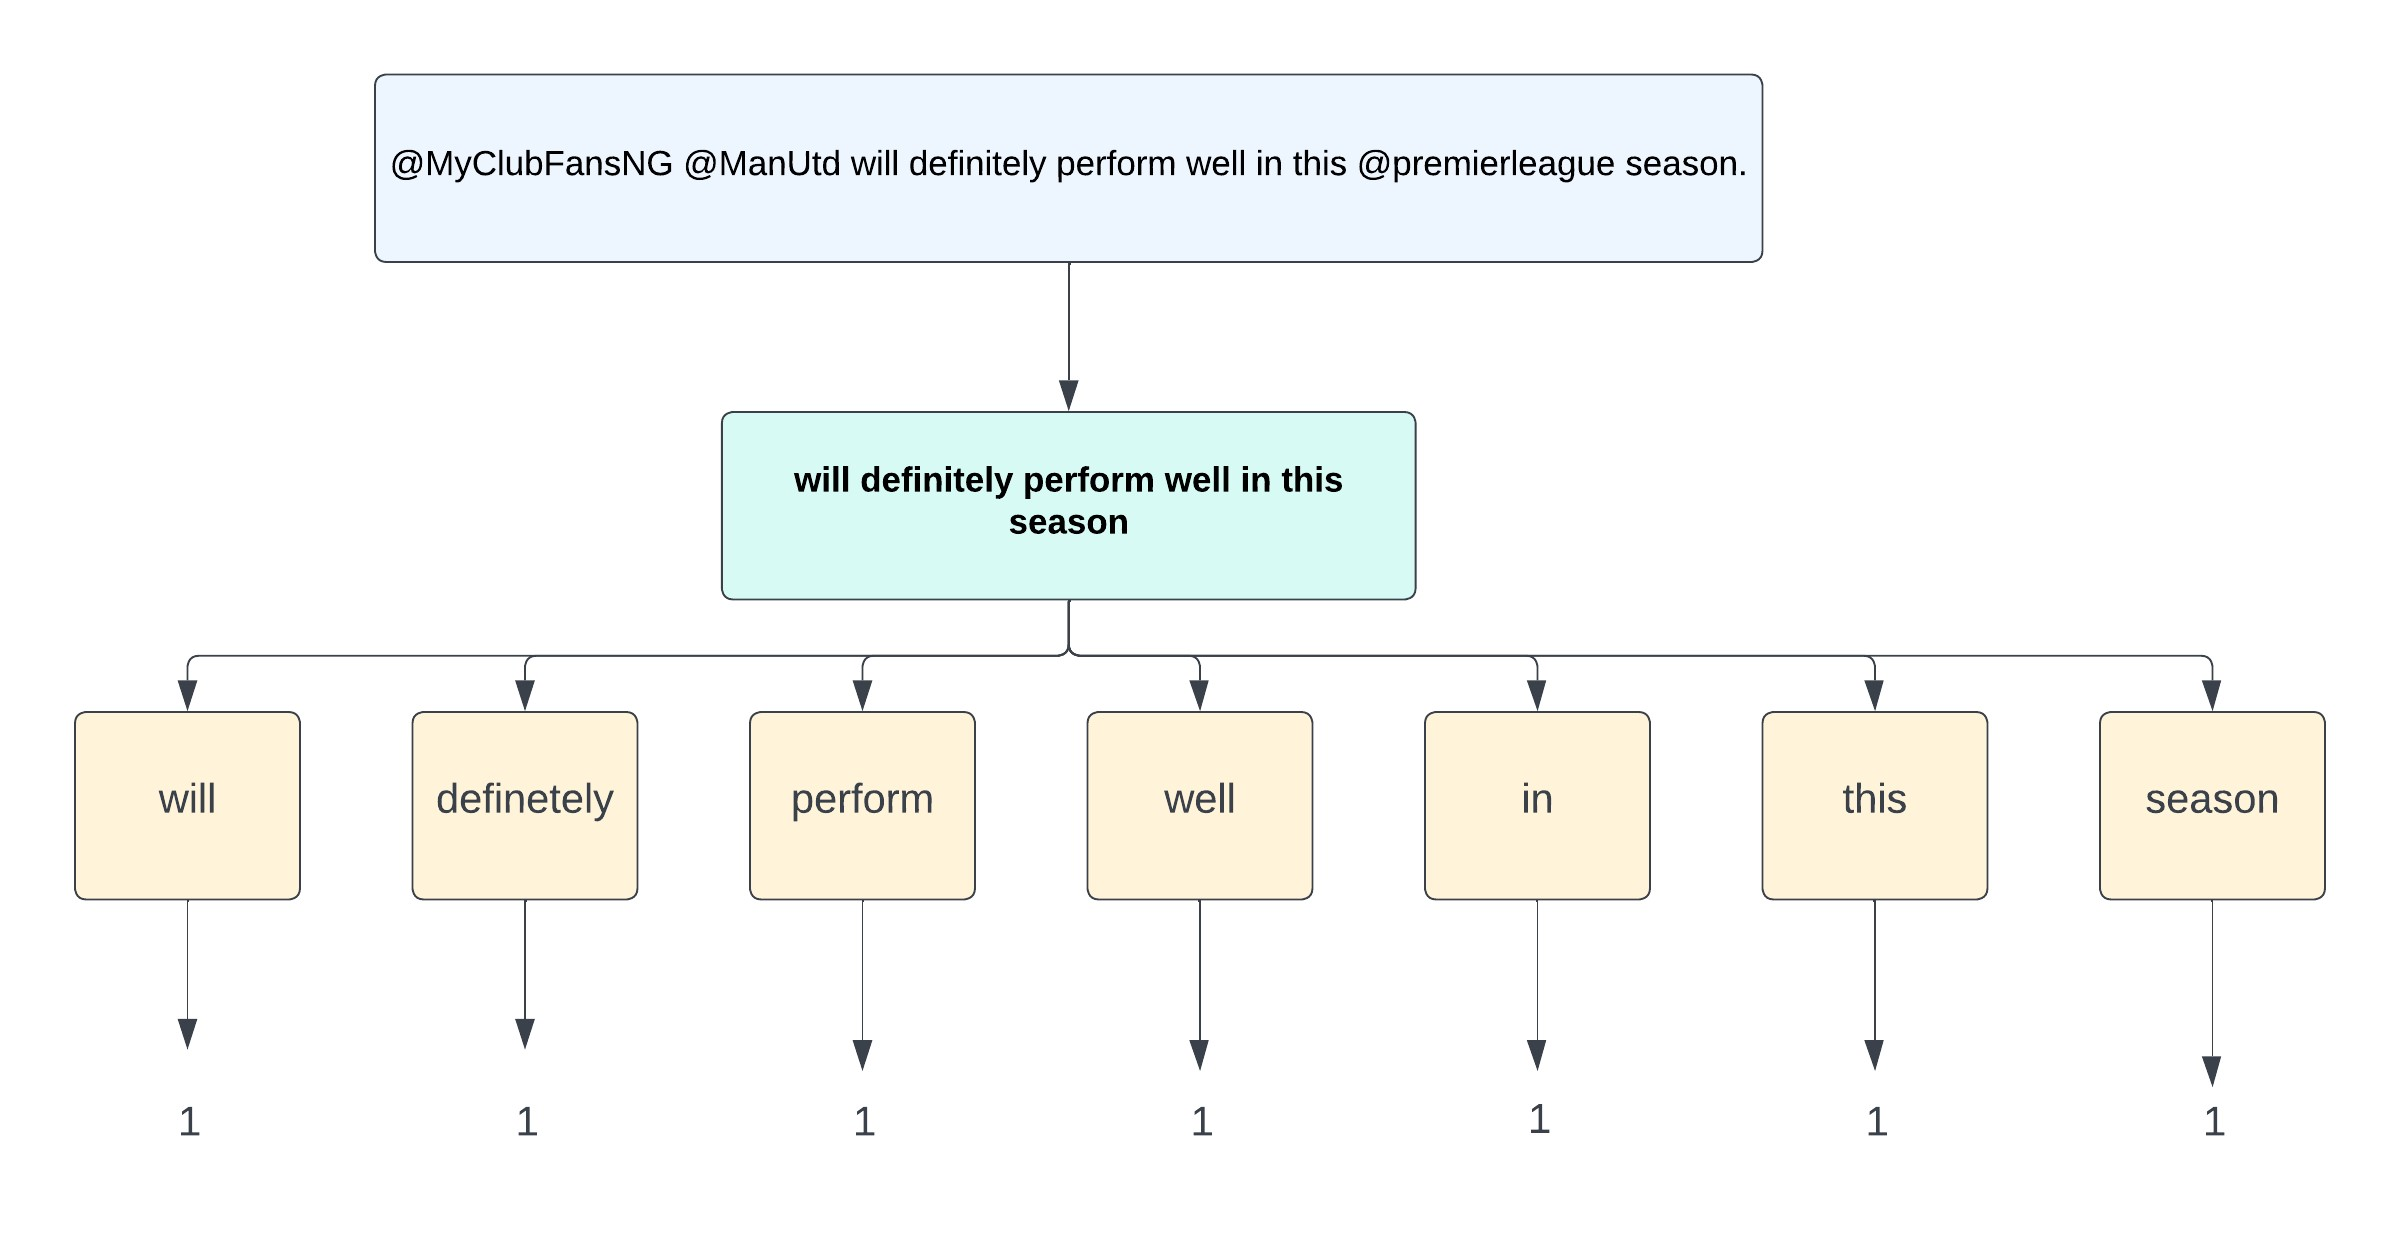 @MyClubFansNG @ManUtd will definitely perform well in this @premierleague season.
will definitely perform well in this
season
will
definetely
perform
well
in
this
season
1
1
1
1
1
1
1